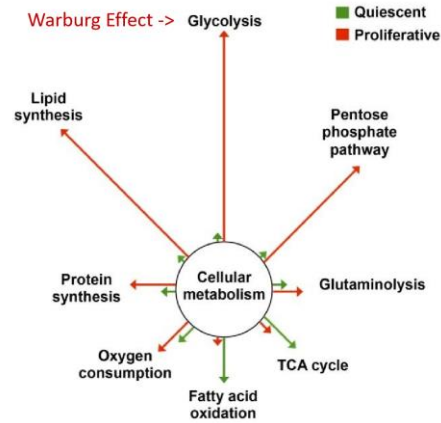 Warburg Effect ->
Glycolysis
Quiescent
Proliferative
Lipid
synthesis
Pentose
phosphate
pathway
Protein
synthesis
Cellular
metabolism
Glutaminolysis
Oxygen
consumption
TCA cycle
Fatty acid
oxidation